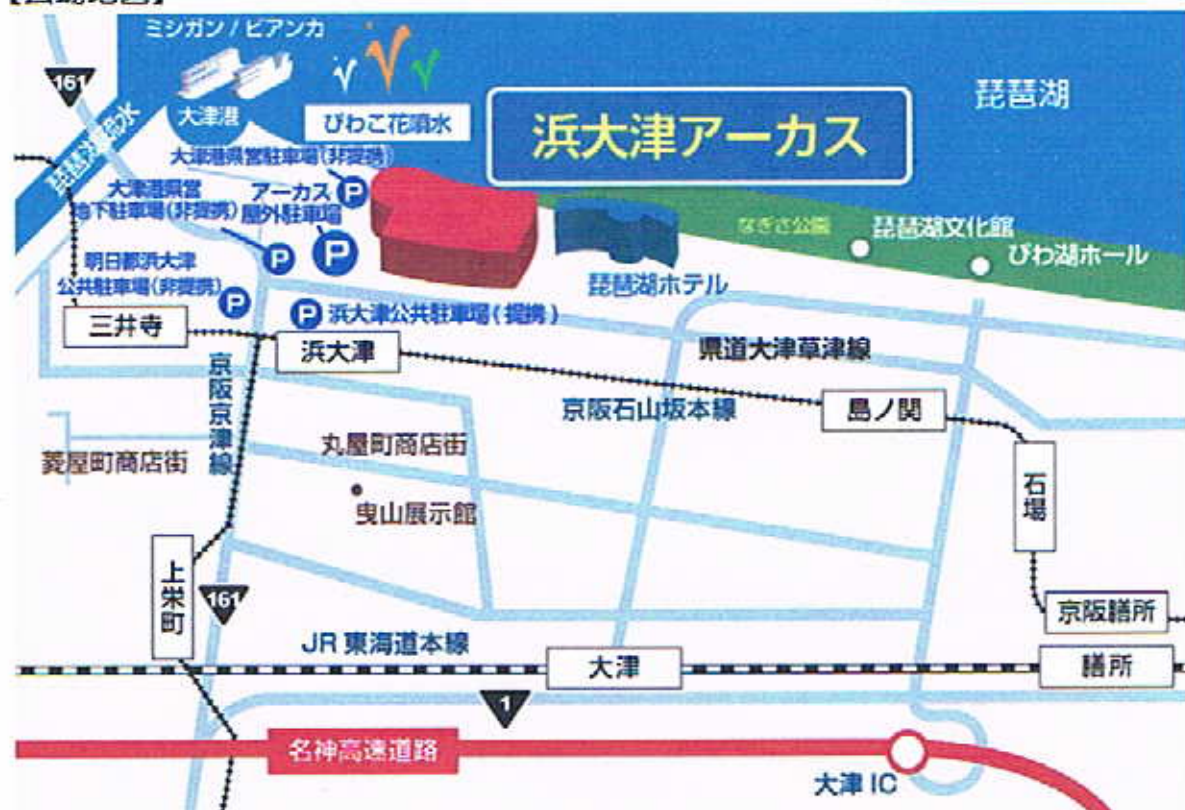 ミシガン / ビアンカ
161
大津港
びわこ花噴水
浜大津アーカス
琵琶湖
大津港県営駐車場(非提携)
P
大津港県営
地下駐車場(非提携)
P
アーカス
屋外駐車場
P
なぎさ公園
琵琶湖文化館
びわ湖ホール
琵琶湖ホテル
明日都浜大津
公共駐車場(非提携)
P
P 浜大津公共駐車場(提携)
三井寺
浜大津
県道大津草津線
京阪京津線
京阪石山坂本線
島ノ関
丸屋町商店街
菱屋町商店街
石場
曳山展示館
上栄町
161
京阪膳所
JR 東海道本線
大津
膳所
1
名神高速道路
大津 IC